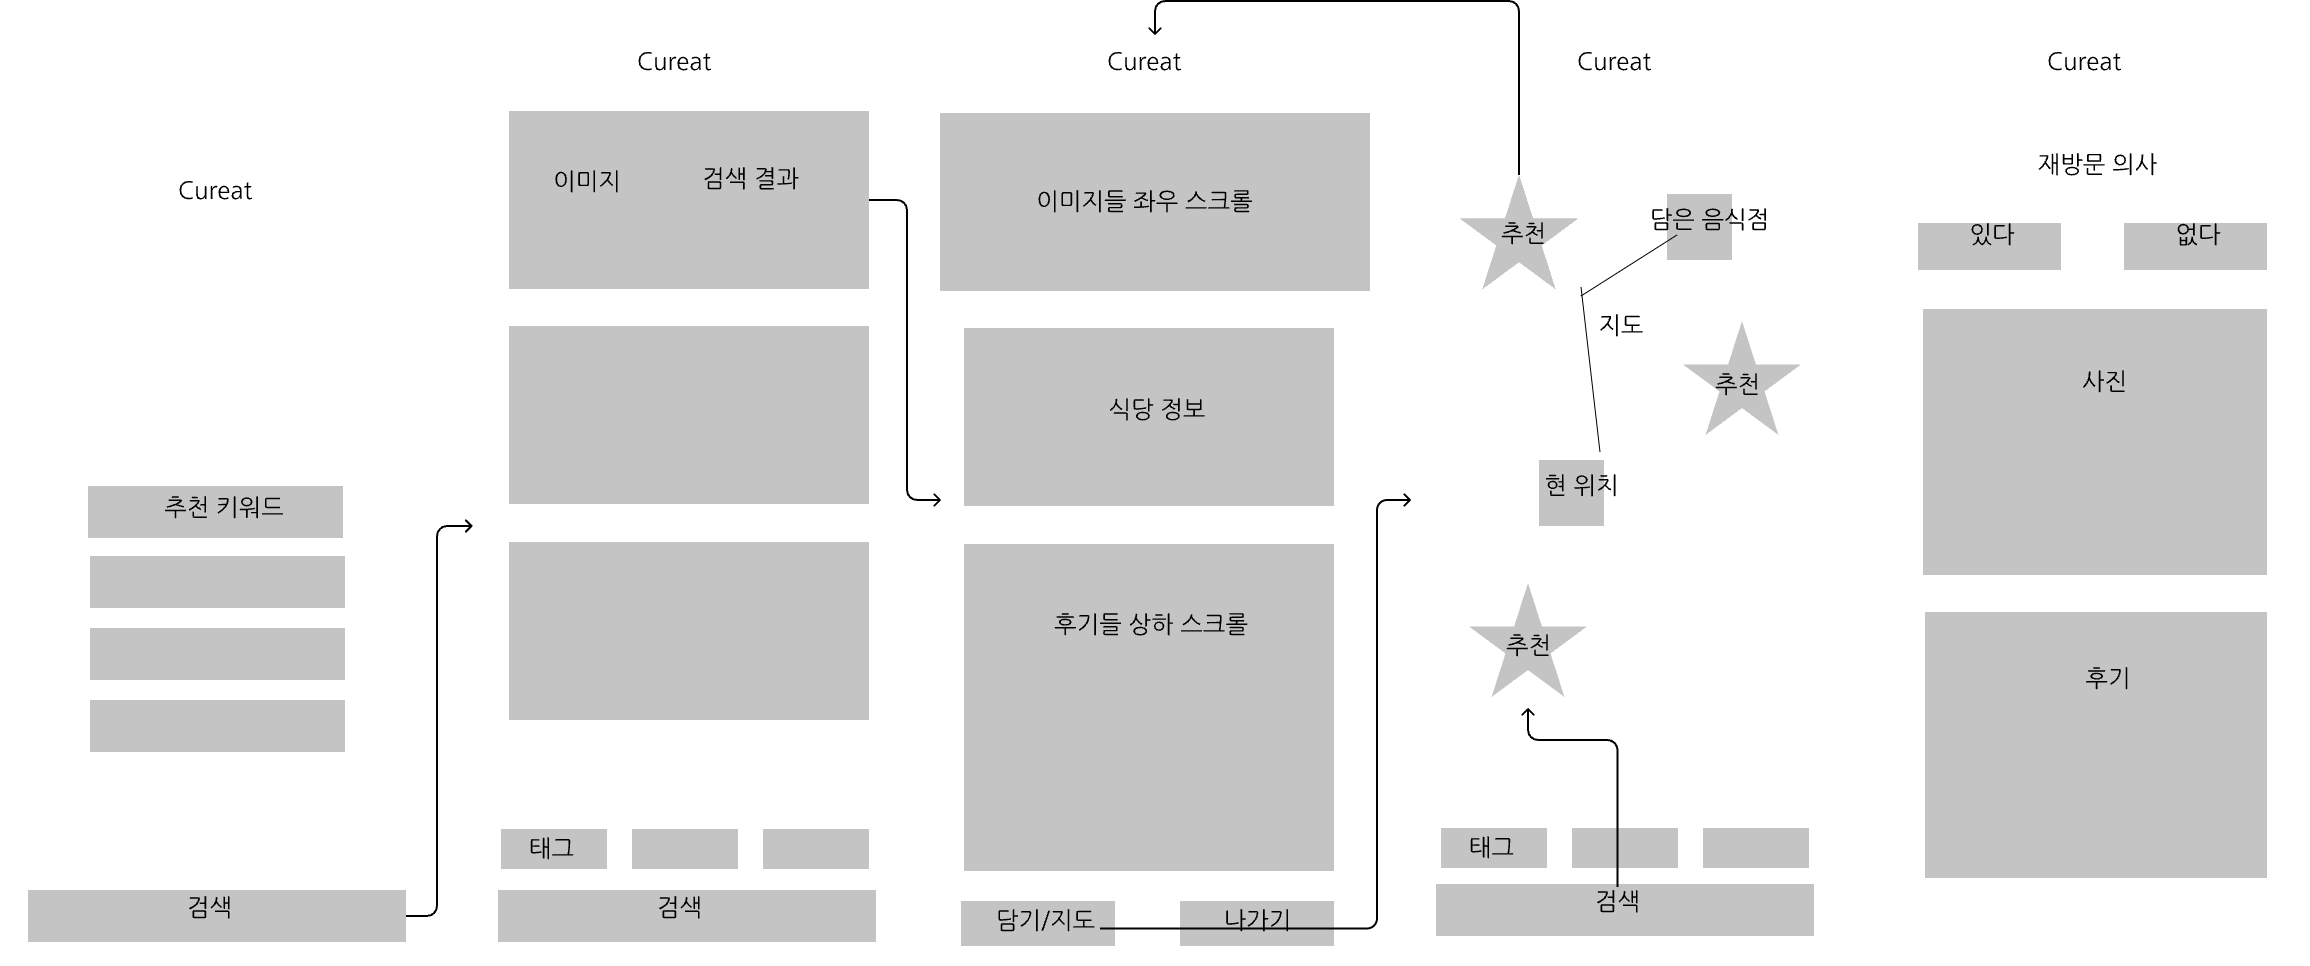 Cureat
추천 키워드
검색
Cureat
이미지
검색 결과
태그
검색
Cureat
이미지들 좌우 스크롤
식당 정보
후기들 상하 스크롤
담기/지도
나가기
Cureat
추천
담은 음식점
지도
추천
현 위치
추천
태그
검색
Cureat
재방문 의사
있다
없다
사진
후기